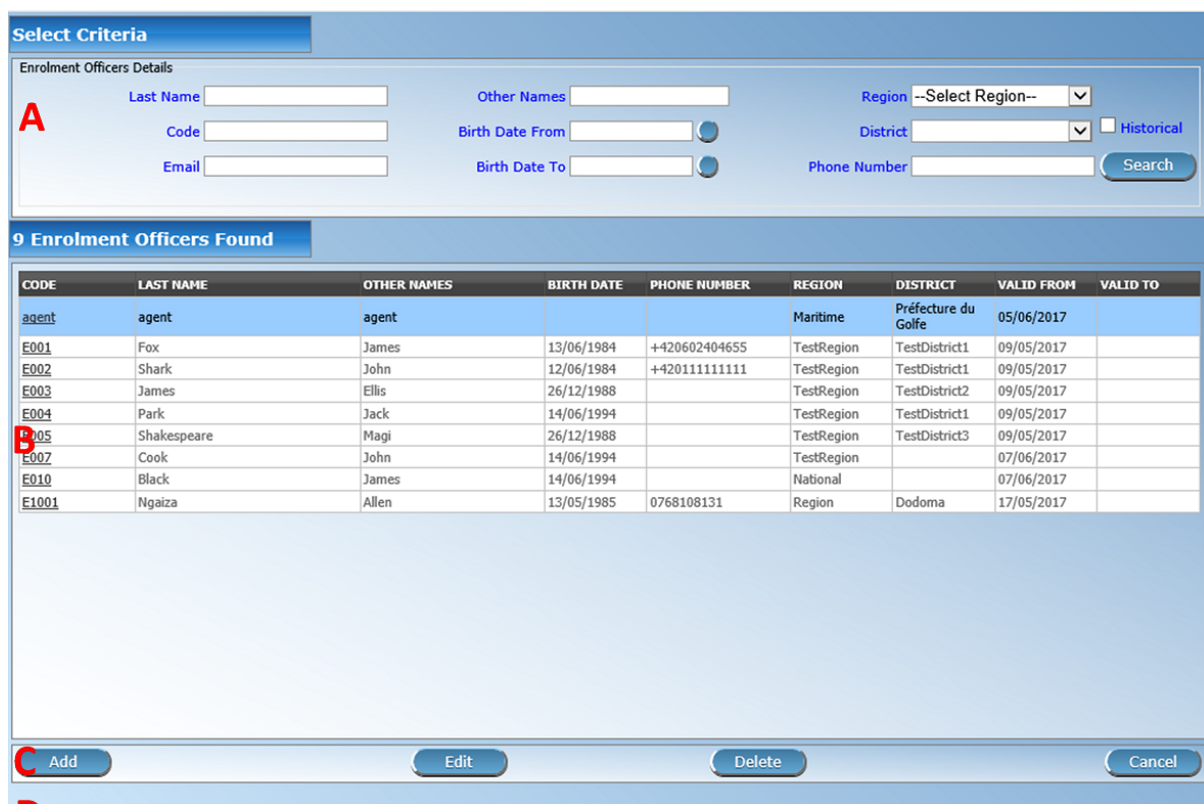 Select Criteria
Enrolment Officers Details
A
Last Name Other Names Region --Select Region--
Code Birth Date From District Historical
Email Birth Date To Phone Number Search
9 Enrolment Officers Found
CODE LAST NAME OTHER NAMES BIRTH DATE PHONE NUMBER REGION DISTRICT VALID FROM VALID TO
agent agent agent Maritime Préfecture du Golfe 05/06/2017
E001 Fox James 13/06/1984 +420602404655 TestRegion TestDistrict1 09/05/2017
E002 Shark John 12/06/1984 +420111111111 TestRegion TestDistrict1 09/05/2017
E003 James Ellis 26/12/1988 TestRegion TestDistrict2 09/05/2017
E004 Park Jack 14/06/1994 TestRegion TestDistrict1 09/05/2017
B
E005 Shakespeare Magi 26/12/1988 TestRegion TestDistrict3 09/05/2017
E007 Cook John 14/06/1994 TestRegion 07/06/2017
E010 Black James 14/06/1994 National 07/06/2017
E1001 Ngaiza Allen 13/05/1985 0768108131 Region Dodoma 17/05/2017
C Add Edit Delete Cancel